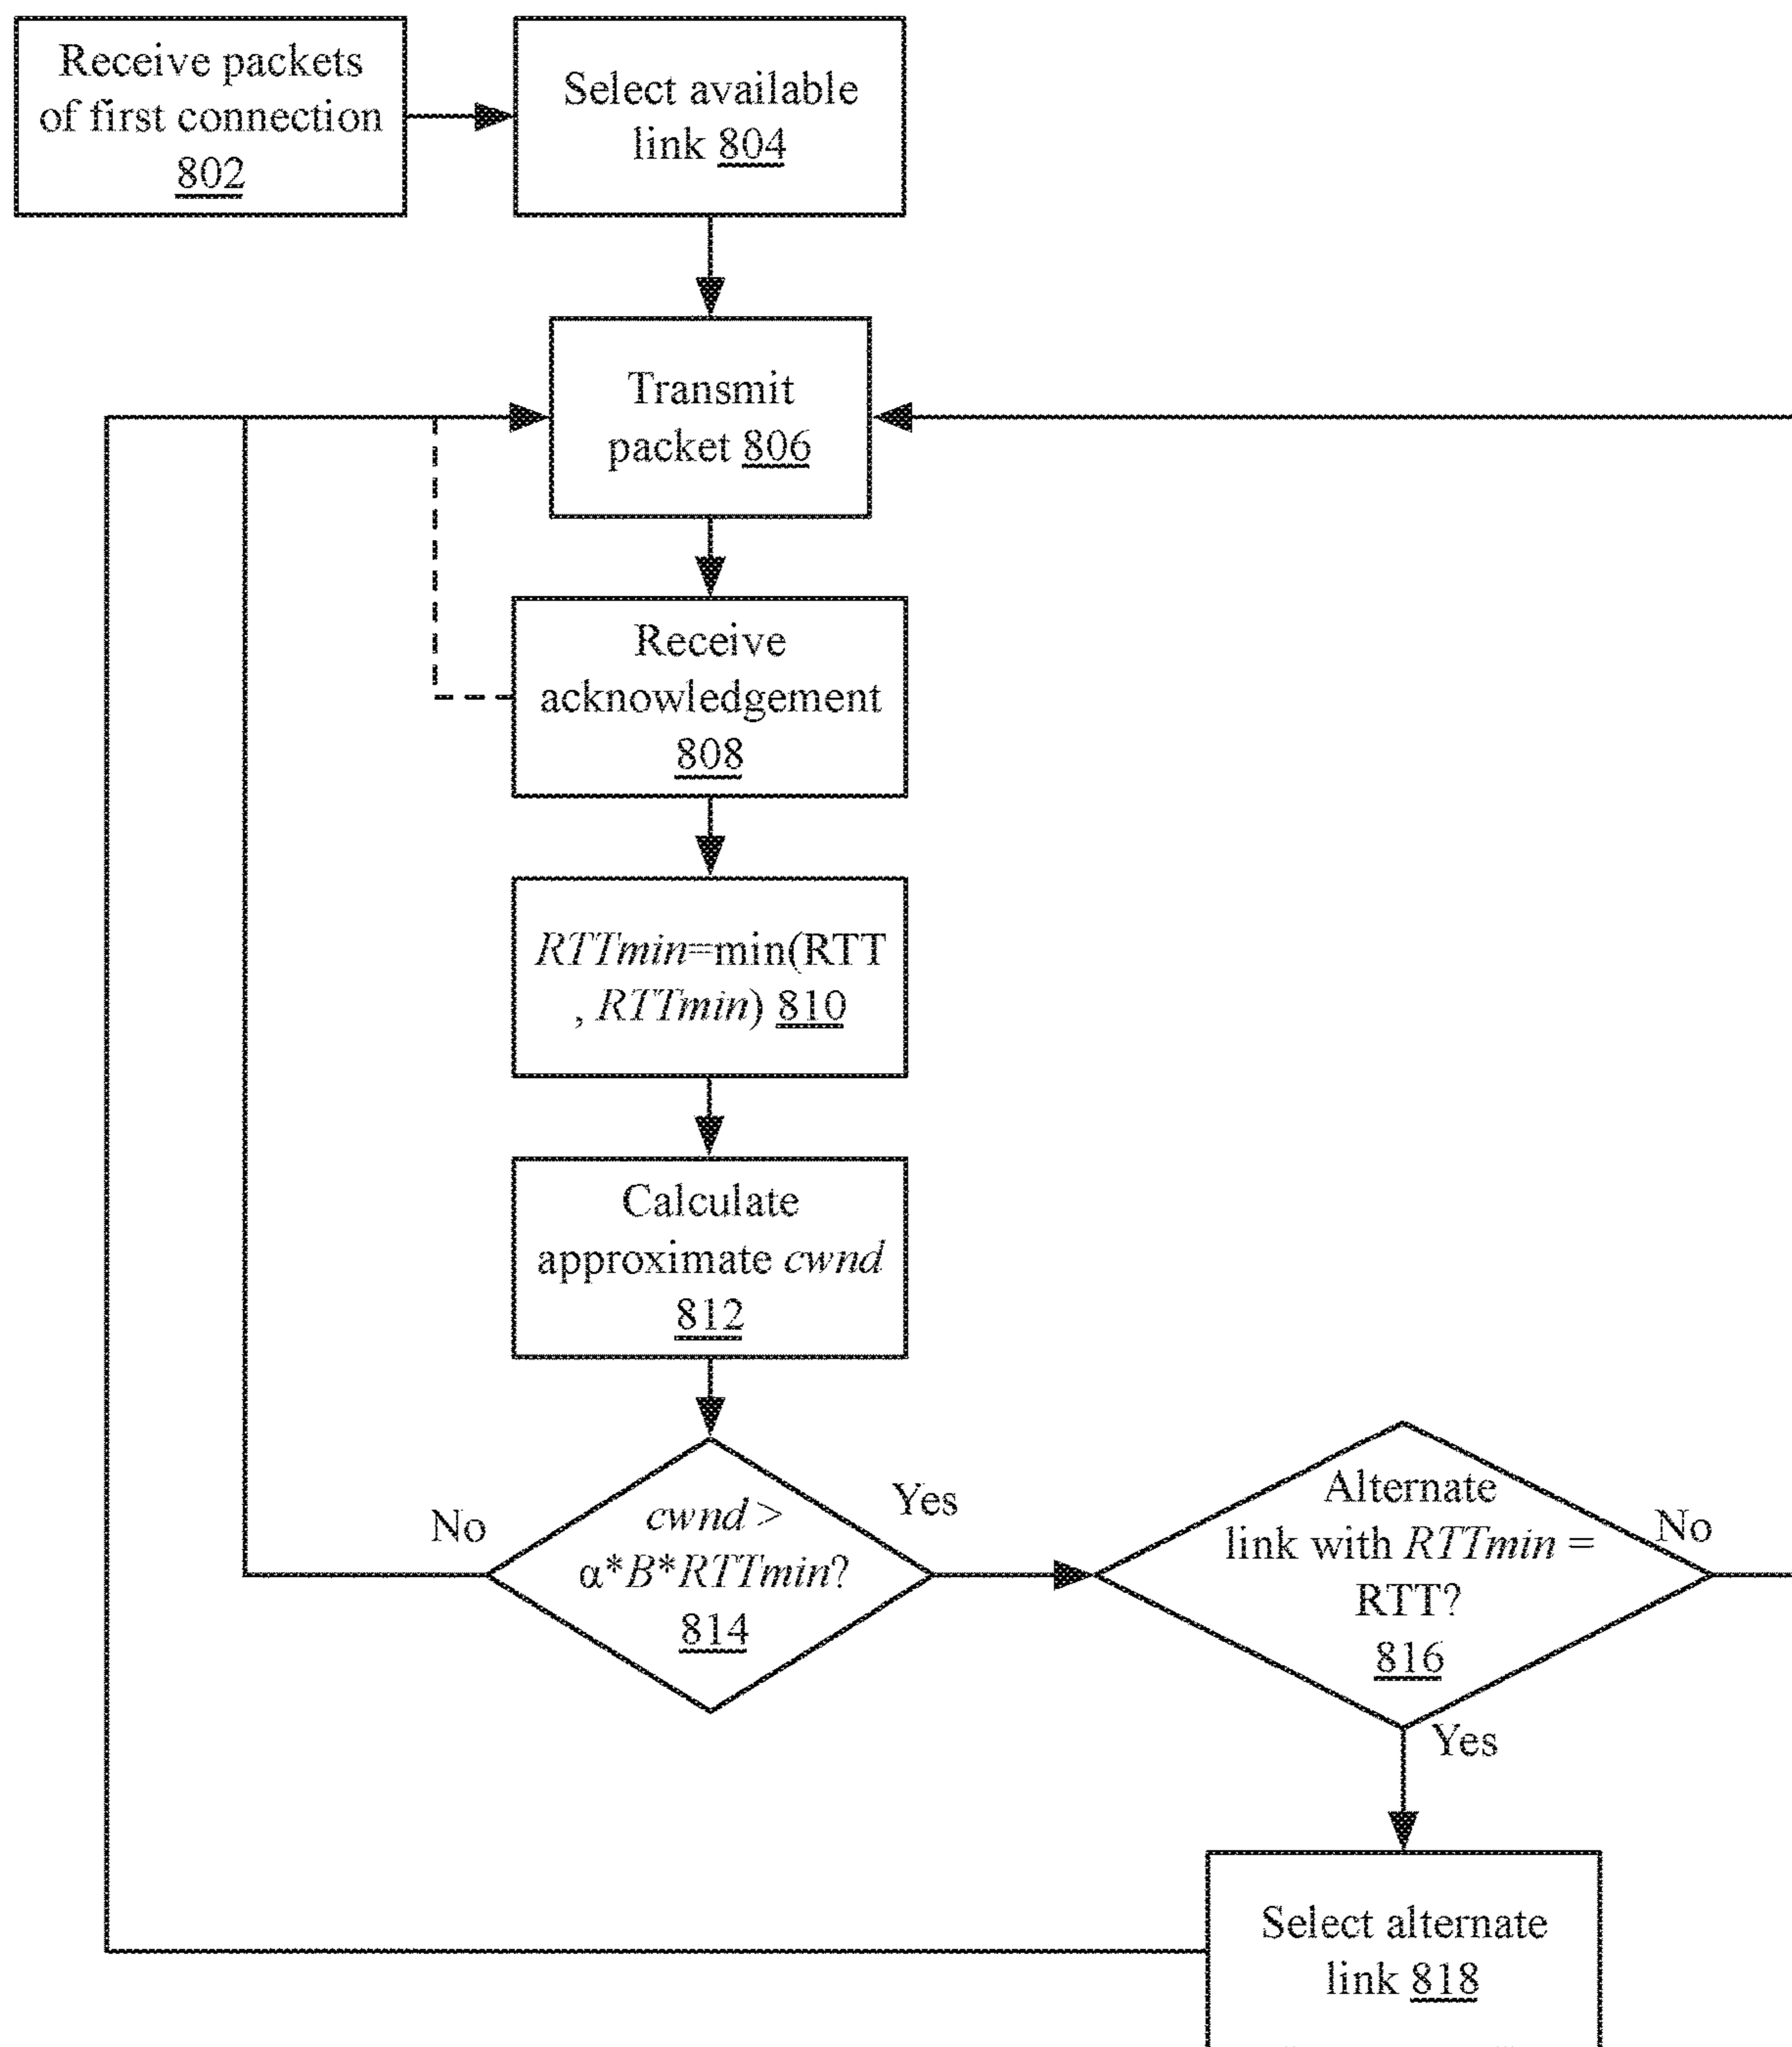 Receive packets
of first connection
802
Select available
link 804
Transmit
packet 806
Receive
acknowledgement
808
RTTmin=min(RTT
, RTTmin) 810
Calculate
approximate cwnd
812
cwnd >
α*B*RTTmin?
814
No
Yes
Alternate
link with RTTmin =
RTT?
816
No
Yes
Select alternate
link 818